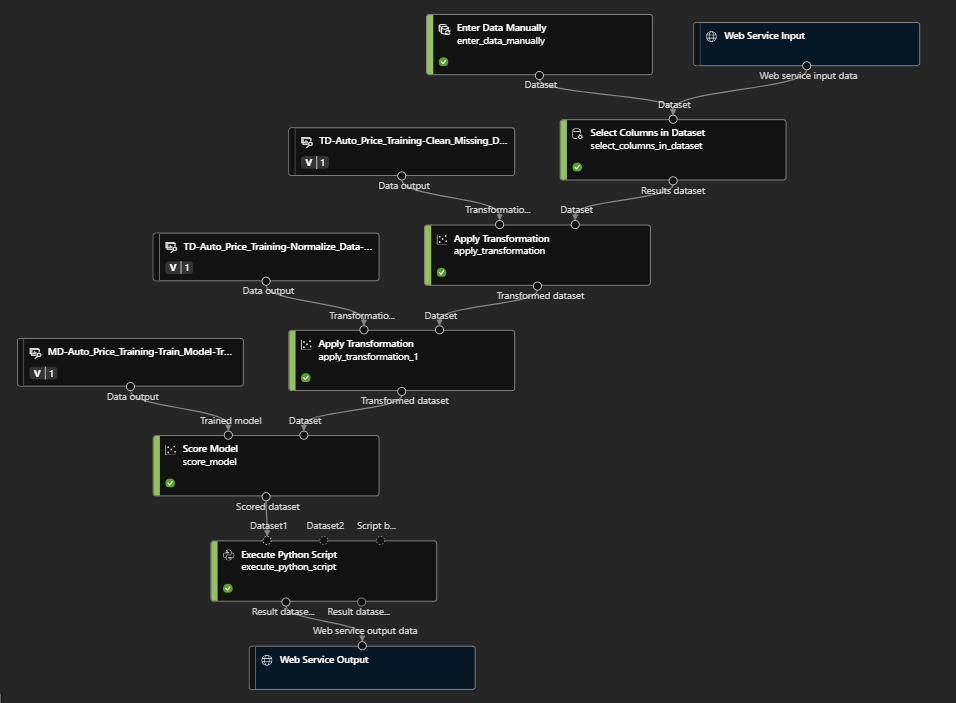 Enter Data Manually
enter_data_manually
Dataset
Web Service Input
Web service input data
Dataset
Select Columns in Dataset
select_columns_in_dataset
Results dataset
TD-Auto_Price_Training-Clean_Missing_D...
V | 1
Data output
Transformatio...
Dataset
Apply Transformation
apply_transformation
Transformed dataset
TD-Auto_Price_Training-Normalize_Data-...
V | 1
Data output
Transformatio...
Dataset
Apply Transformation
apply_transformation_1
Transformed dataset
MD-Auto_Price_Training-Train_Model-Tr...
V | 1
Data output
Trained model
Dataset
Score Model
score_model
Scored dataset
Dataset1
Dataset2
Script b...
Execute Python Script
execute_python_script
Result datase...
Result datase...
Web service output data
Web Service Output